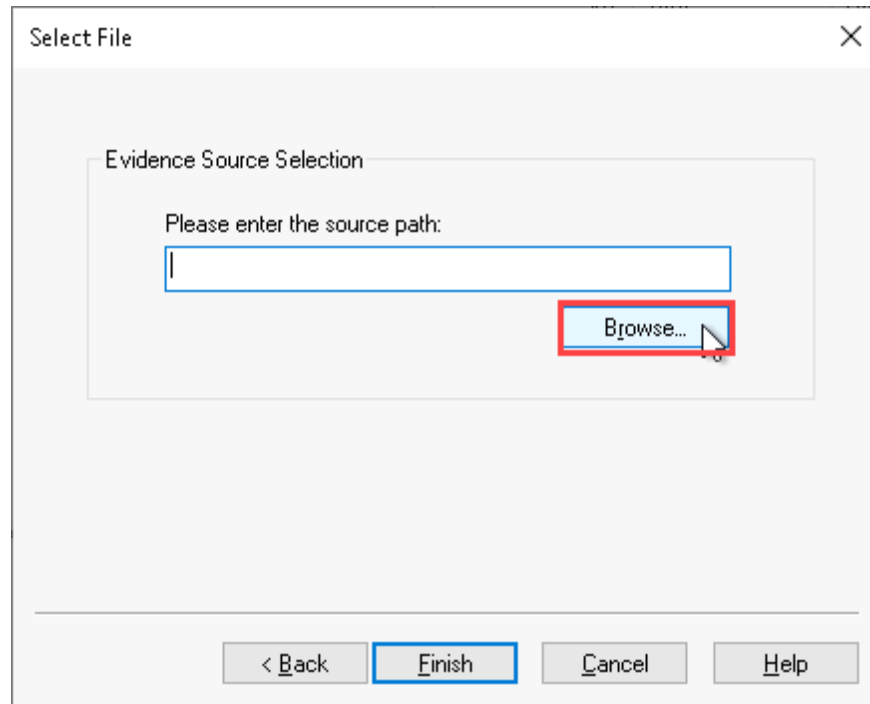 Select File
Evidence Source Selection
Please enter the source path:
Browse...
< Back
Finish
Cancel
Help